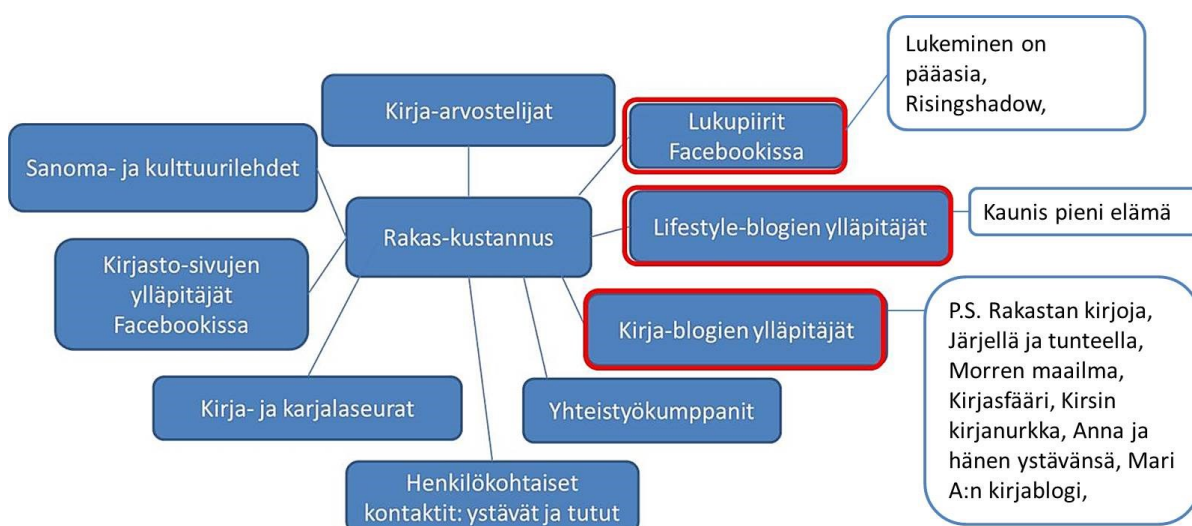 Lukeminen on
pääasia,
Risingshadow,
Kirja-arvostelijat
Lukupiirit
Facebookissa
Sanoma- ja kulttuurilehdet
Rakas-kustannus
Lifestyle-blogien ylläpitäjät
Kaunis pieni elämä
Kirjasto-sivujen
ylläpitäjät
Facebookissa
Kirja-blogien ylläpitäjät
P.S. Rakastan kirjoja,
Järjellä ja tunteella,
Morren maailma,
Kirjasfääri, Kirsin
kirjanurkka, Anna ja
hänen ystävänsä, Mari
A:n kirjablogi,
Kirja- ja karjalaseurat
Yhteistyökumppanit
Henkilökohtaiset
kontaktit: ystävät ja tutut